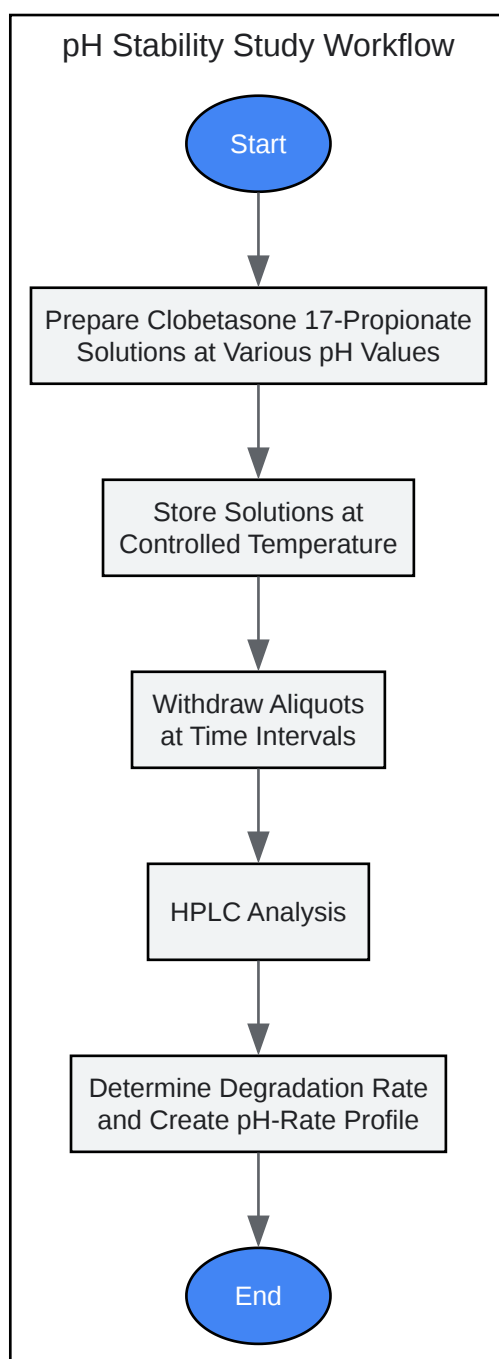 pH Stability Study Workflow
Start
Prepare Clobetasone 17-Propionate
Solutions at Various pH Values
Store Solutions at
Controlled Temperature
Withdraw Aliquots
at Time Intervals
HPLC Analysis
Determine Degradation Rate
and Create pH-Rate Profile
End